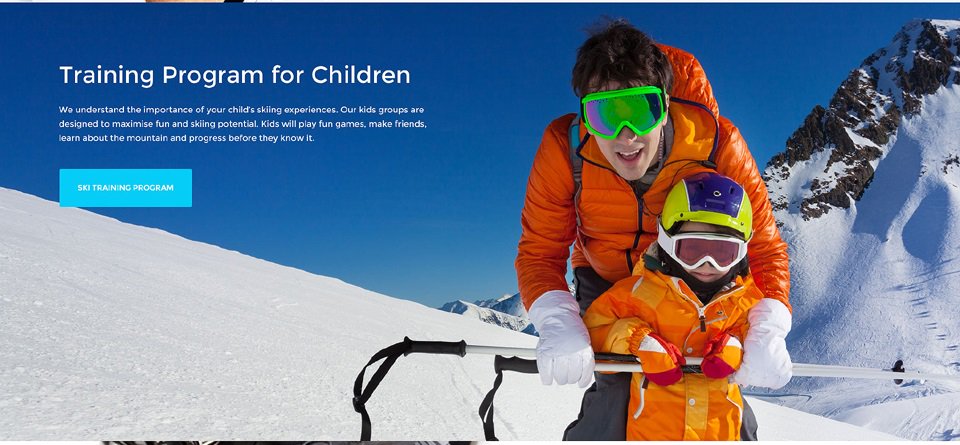 Training Program for Children
We understand the importance of your child's skiing experiences. Our kids groups are
designed to maximise fun and skiing potential. Kids will play fun games, make friends,
learn about the mountain and progress before they know it.
SKI TRAINING PROGRAM